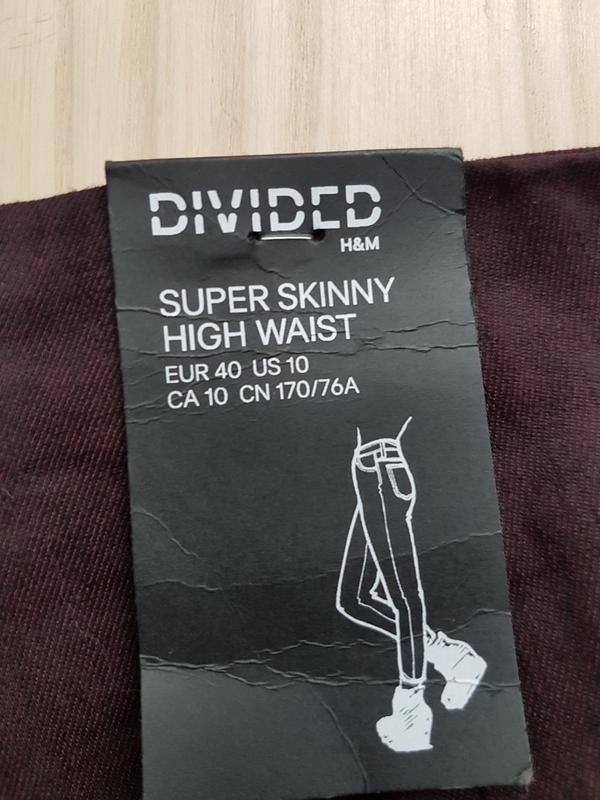 DIVIDED
H&M
SUPER SKINNY
HIGH WAIST
EUR 40 US 10
CA 10 CN 170/76A